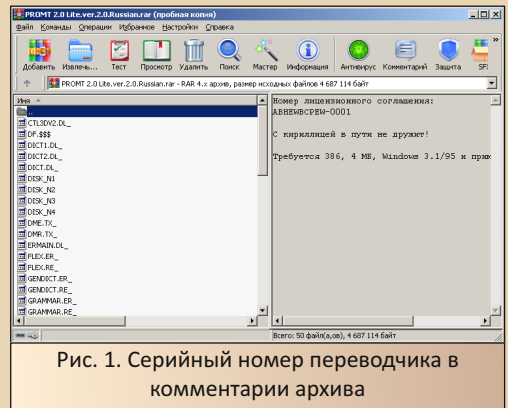 PROMT 2.0 Lite.ver.2.0.Russian.rar (пробная копия)
Файл Команды Операции Избранное Настройки Справка
Добавить Извлечь... Тест Просмотр Удалить Поиск Мастер Информация Антивирус Комментарий Защита SF
PROMT 2.0 Lite.ver.2.0.Russian.rar - RAR 4.x архив, размер исходных файлов 4 687 114 байт
Имя
..
CTL3DV2.DL_
DF.$$$
DICT1.DL_
DICT2.DL_
DICT.DL_
DISK_N1
DISK_N2
DISK_N3
DISK_N4
DME.TX_
DMR.TX_
ERMAIN.DL_
FLEX.ER_
FLEX.RE_
GENDICT.ER_
GENDICT.RE_
GRAMMAR.ER_
GRAMMAR.RE_
Номер лицензионного соглашения:
ABHEWBCPEW-0001
С кириллицей в пути не дружит!
Требуется 386, 4 МБ, Windows 3.1/95 и прим
Всего: 50 файл(а,ов), 4 687 114 байт
Рис. 1. Серийный номер переводчика в
комментарии архива